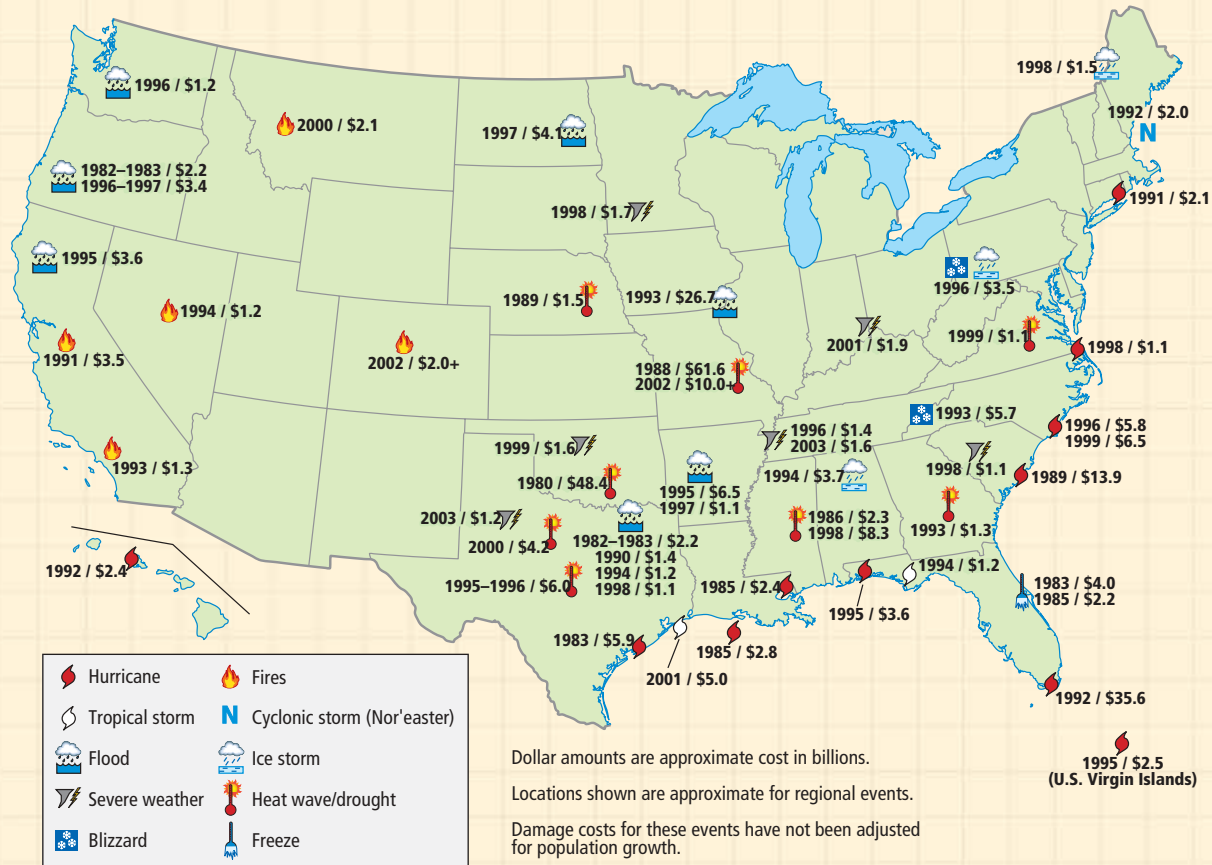 1998 / $1.5
1996 / $1.2
1992 / $2.0
N
2000 / $2.1
1997 / $4.1
1982–1983 / $2.2
1996–1997 / $3.4
1991 / $2.1
1998 / $1.7
1995 / $3.6
1996 / $3.5
1989 / $1.5
1993 / $26.7
1994 / $1.2
1999 / $1.1
2001 / $1.9
1998 / $1.1
1991 / $3.5
2002 / $2.0+
1988 / $61.6
2002 / $10.0+
1993 / $5.7
1996 / $5.8
1999 / $6.5
1996 / $1.4
2003 / $1.6
1999 / $1.6
1993 / $1.3
1994 / $3.7
1998 / $1.1
1989 / $13.9
1980 / $48.4
1995 / $6.5
1997 / $1.1
2003 / $1.2
1986 / $2.3
1998 / $8.3
1993 / $1.3
2000 / $4.2
1982–1983 / $2.2
1990 / $1.4
1994 / $1.2
1998 / $1.1
1994 / $1.2
1992 / $2.4
1995–1996 / $6.0
1985 / $2.4
1983 / $4.0
1985 / $2.2
1995 / $3.6
1983 / $5.9
1985 / $2.8
2001 / $5.0
1992 / $35.6
1995 / $2.5
(U.S. Virgin Islands)
Hurricane
Tropical storm
Flood
Severe weather
Blizzard
Fires
N Cyclonic storm (Nor'easter)
Ice storm
Heat wave/drought
Freeze
Dollar amounts are approximate cost in billions.
Locations shown are approximate for regional events.
Damage costs for these events have not been adjusted
for population growth.